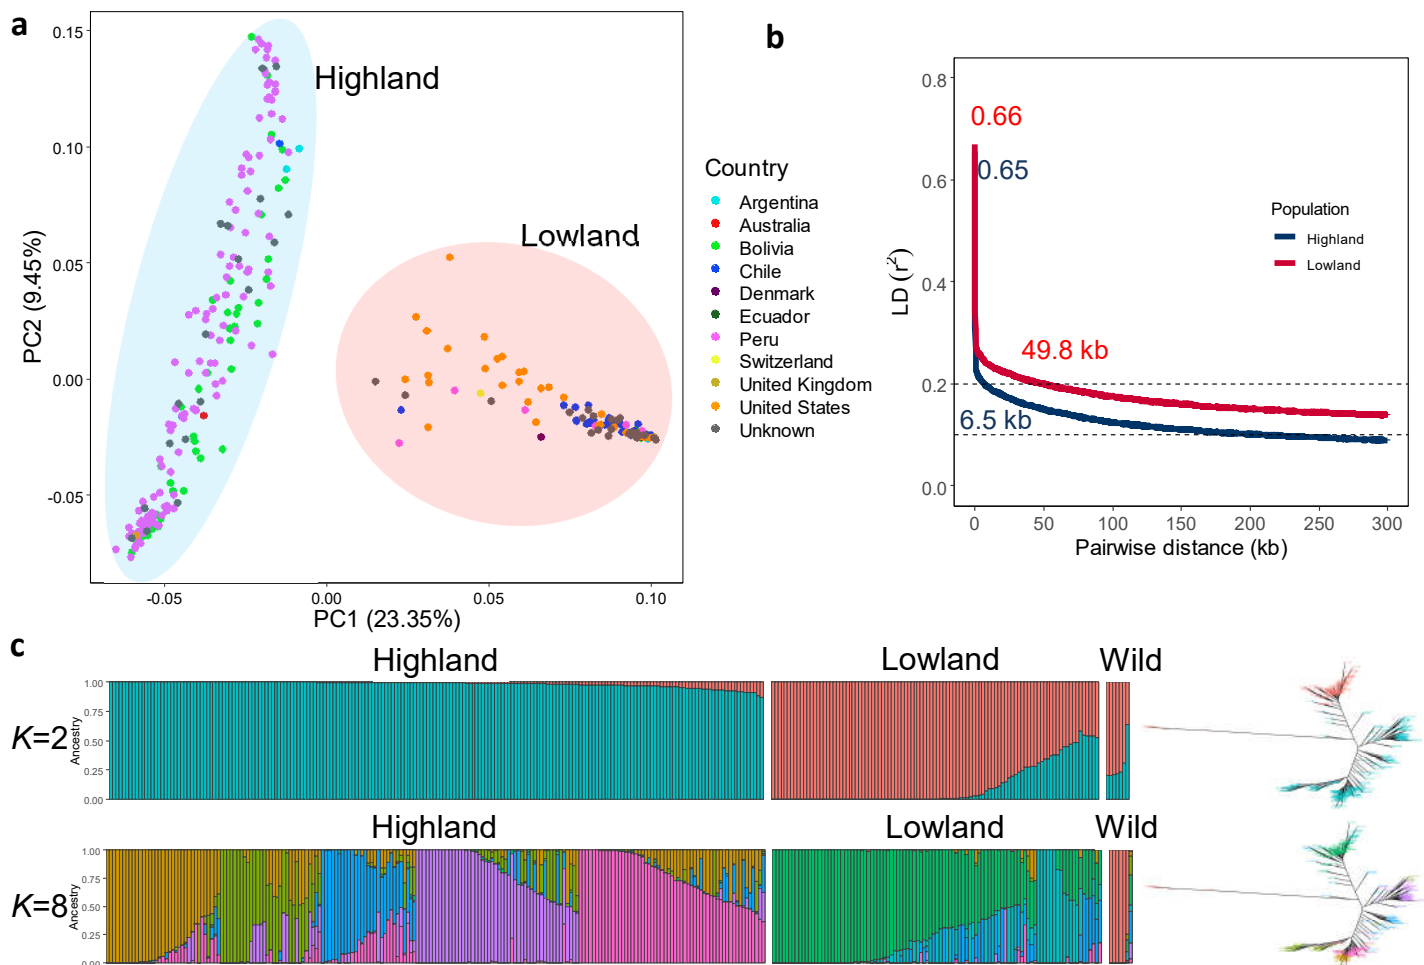 a
0.15
0.10
0.05
0.00
-0.05
PC2 (9.45%)
Highland
Lowland
-0.05 0.00 0.05 0.10
PC1 (23.35%)
Country
Argentina
Australia
Bolivia
Chile
Denmark
Ecuador
Peru
Switzerland
United Kingdom
United States
Unknown
b
0.8
0.6
0.4
0.2
0.0
LD (r²)
0.66
0.65
49.8 kb
6.5 kb
Population
Highland
Lowland
0 50 100 150 200 250 300
Pairwise distance (kb)
c
Highland Lowland Wild
K=2
Ancestry
1.00
0.75
0.50
0.25
0.00
Highland Lowland Wild
K=8
Ancestry
1.00
0.75
0.50
0.25
0.00